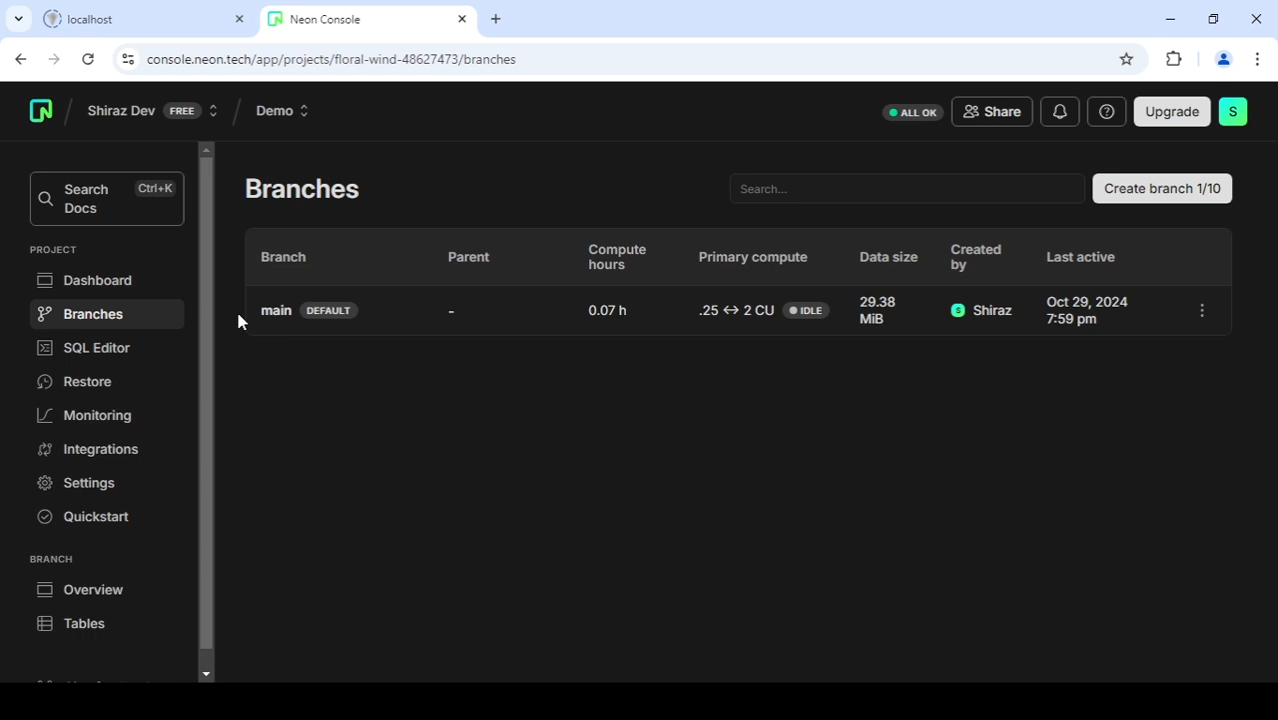 localhost
Neon Console
console.neon.tech/app/projects/floral-wind-48627473/branches
Shiraz Dev FREE
Demo
ALL OK
Share
Upgrade
S
Search Docs
Ctrl+K
PROJECT
Dashboard
Branches
SQL Editor
Restore
Monitoring
Integrations
Settings
Quickstart
BRANCH
Overview
Tables
Branches
Search...
Create branch 1/10
Branch Parent Compute hours Primary compute Data size Created by Last active
main DEFAULT - 0.07 h .25 ↔ 2 CU IDLE 29.38 MiB S Shiraz Oct 29, 2024 7:59 pm